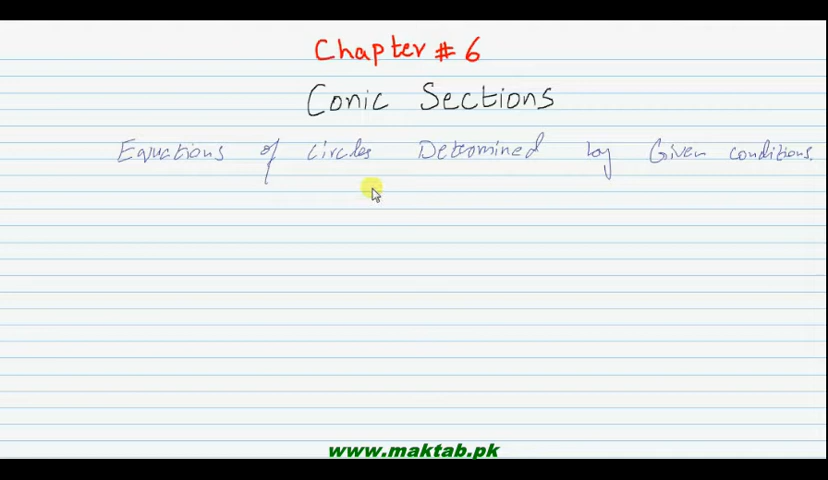 Chapter # 6
Conic Sections
Equations of Circles Determined by Given conditions.
www.maktab.pk